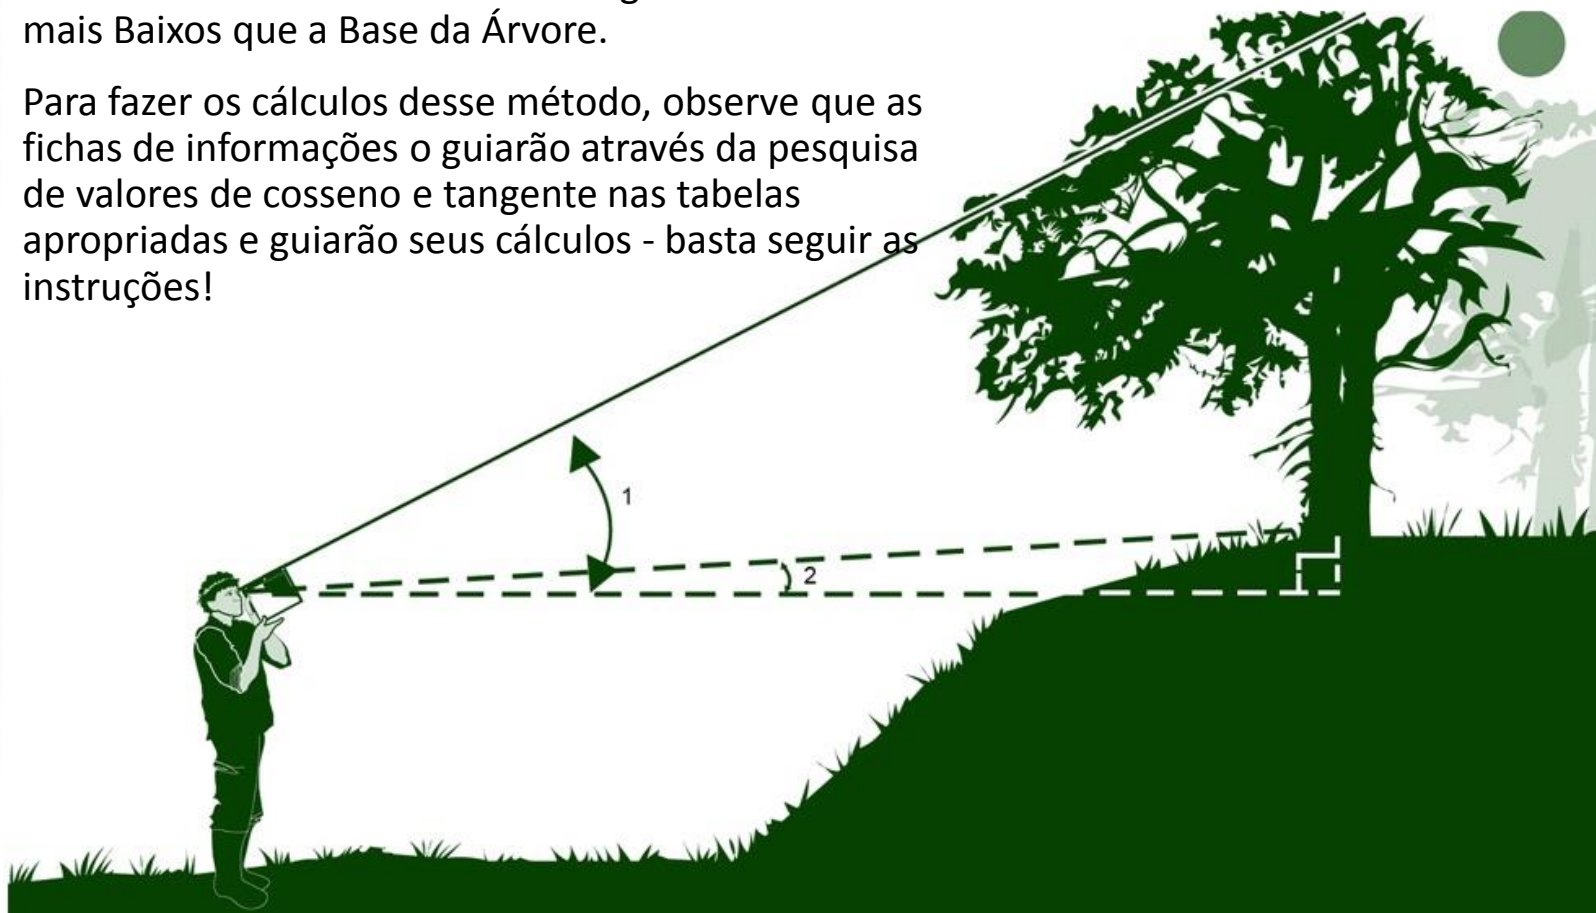 mais Baixos que a Base da Árvore.
Para fazer os cálculos desse método, observe que as
fichas de informações o guiarão através da pesquisa
de valores de cosseno e tangente nas tabelas
apropriadas e guiarão seus cálculos - basta seguir as
instruções!
1
2